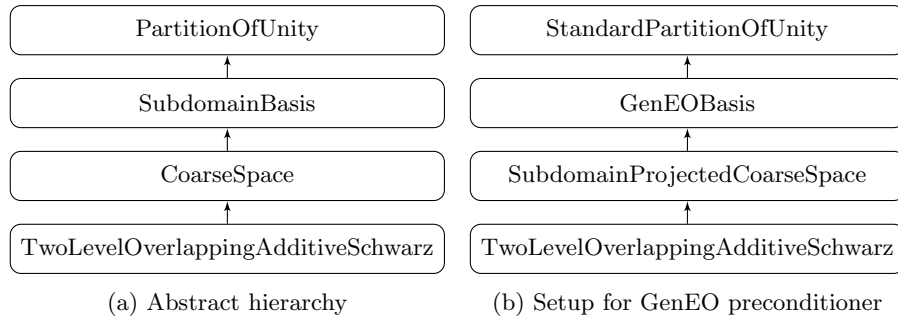 PartitionOfUnity
SubdomainBasis
CoarseSpace
TwoLevelOverlappingAdditiveSchwarz
(a) Abstract hierarchy
StandardPartitionOfUnity
GenEOBasis
SubdomainProjectedCoarseSpace
TwoLevelOverlappingAdditiveSchwarz
(b) Setup for GenEO preconditioner